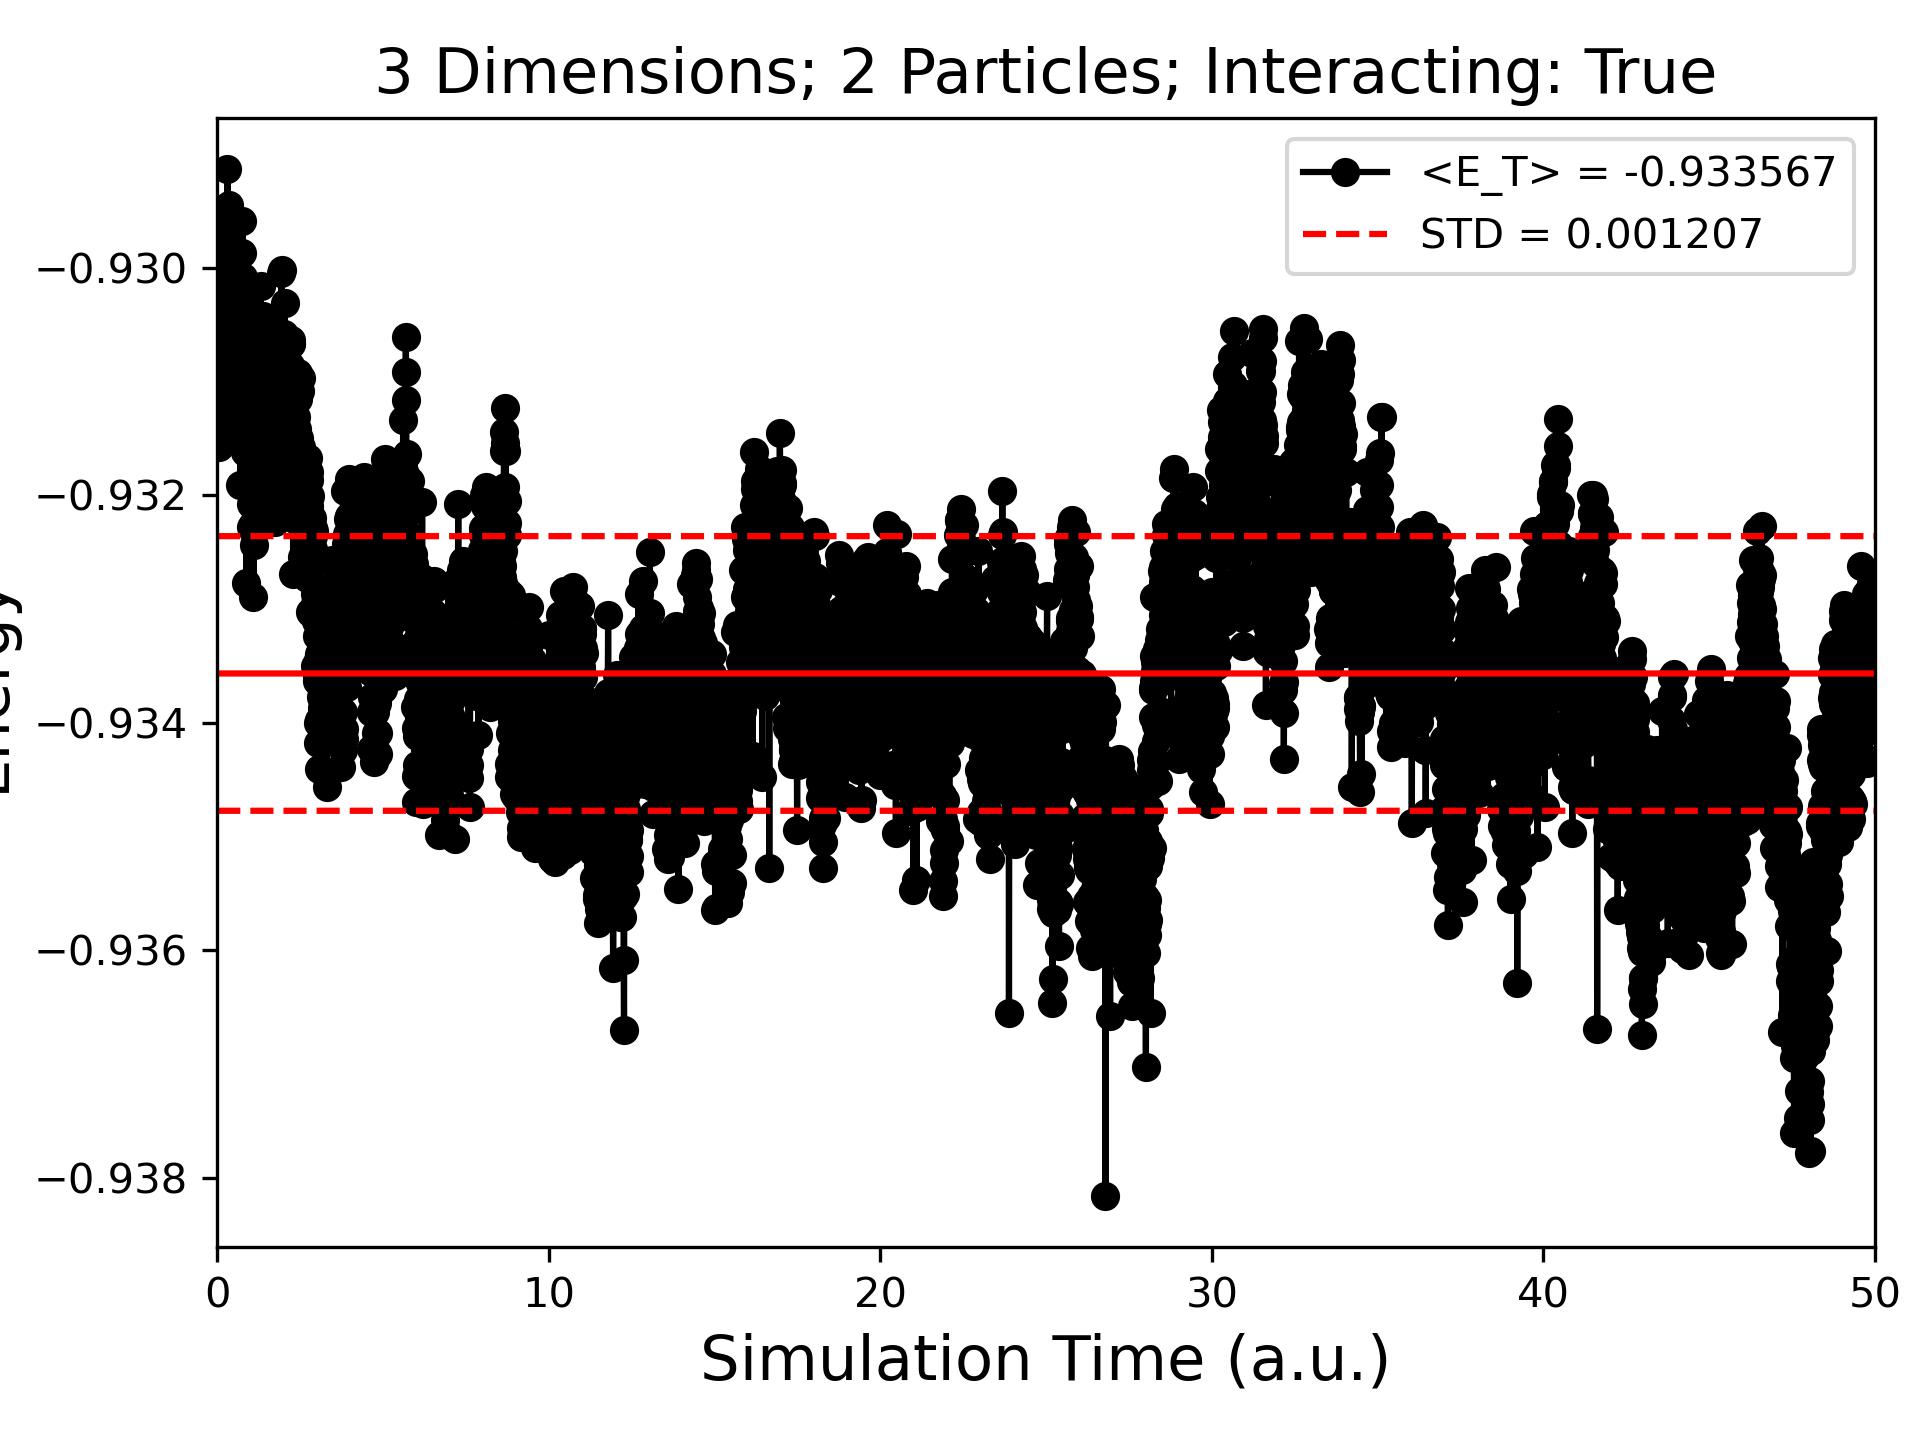 3 Dimensions; 2 Particles; Interacting: True
<E_T> = -0.933567
STD = 0.001207
−0.930
−0.932
−0.934
−0.936
−0.938
Energy
0 10 20 30 40 50
Simulation Time (a.u.)